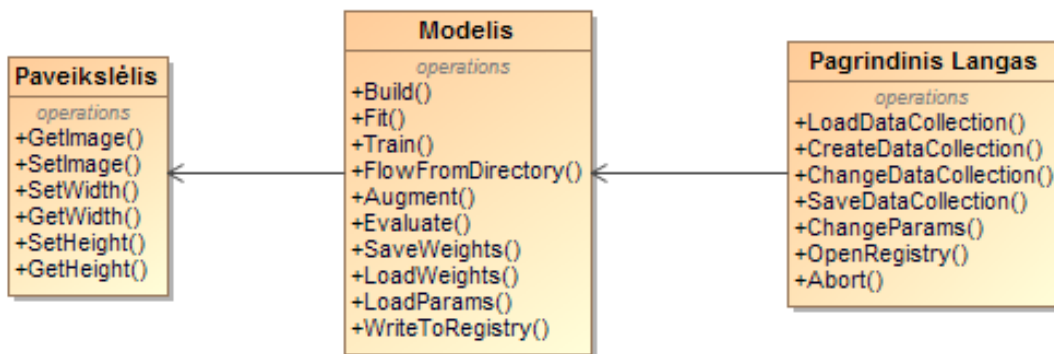 Paveikslėlis
operations
+GetImage()
+SetImage()
+SetWidth()
+GetWidth()
+SetHeight()
+GetHeight()
Modelis
operations
+Build()
+Fit()
+Train()
+FlowFromDirectory()
+Augment()
+Evaluate()
+SaveWeights()
+LoadWeights()
+LoadParams()
+WriteToRegistry()
Pagrindinis Langas
operations
+LoadDataCollection()
+CreateDataCollection()
+ChangeDataCollection()
+SaveDataCollection()
+ChangeParams()
+OpenRegistry()
+Abort()